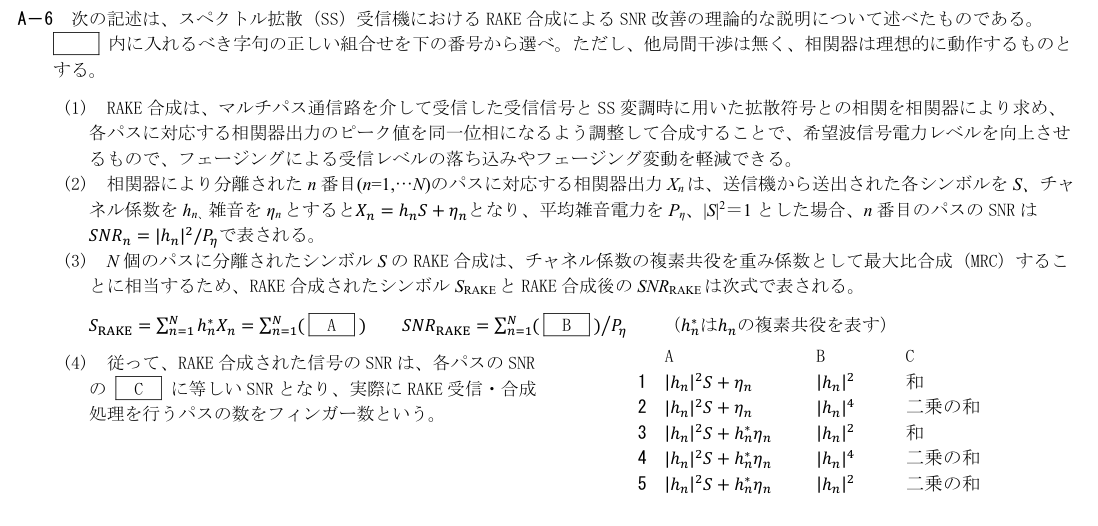 A－6 次の記述は、スペクトル拡散（SS）受信機における RAKE 合成による SNR 改善の理論的な説明について述べたものである。
内に入れるべき字句の正しい組合せを下の番号から選べ。ただし、他局間干渉は無く、相関器は理想的に動作するものと
する。
(1) RAKE 合成は、マルチパス通信路を介して受信した受信信号と SS 変調時に用いた拡散符号との相関を相関器により求め、
各パスに対応する相関器出力のピーク値を同一位相になるよう調整して合成することで、希望波信号電力レベルを向上させ
るもので、フェージングによる受信レベルの落ち込みやフェージング変動を軽減できる。
(2) 相関器により分離された n 番目(n=1,…N)のパスに対応する相関器出力 Xₙは、送信機から送出された各シンボルを S、チャ
ネル係数を hₙ、雑音を ηₙ とすると Xₙ = hₙS + ηₙ となり、平均雑音電力を Pη、|S|²＝1 とした場合、n 番目のパスの SNR は
SNRₙ = |hₙ|²/Pη で表される。
(3) N 個のパスに分離されたシンボル S の RAKE 合成は、チャネル係数の複素共役を重み係数として最大比合成（MRC）するこ
とに相当するため、RAKE 合成されたシンボル S_RAKE と RAKE 合成後の SNR_RAKE は次式で表される。
S_RAKE = ∑ₙ₌₁ᴺ hₙ*Xₙ = ∑ₙ₌₁ᴺ( A ) SNR_RAKE = ∑ₙ₌₁ᴺ( B )/Pη （hₙ*は hₙ の複素共役を表す）
(4) 従って、RAKE 合成された信号の SNR は、各パスの SNR
の C に等しい SNR となり、実際に RAKE 受信・合成
処理を行うパスの数をフィンガー数という。
A B C
1 |hₙ|²S + ηₙ |hₙ|² 和
2 |hₙ|²S + ηₙ |hₙ|⁴ 二乗の和
3 |hₙ|²S + hₙ*ηₙ |hₙ|² 和
4 |hₙ|²S + hₙ*ηₙ |hₙ|⁴ 二乗の和
5 |hₙ|²S + hₙ*ηₙ |hₙ|² 二乗の和